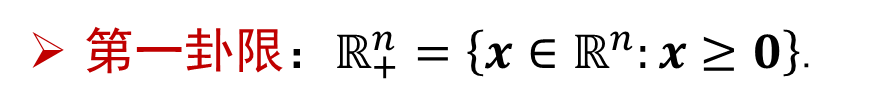 ➢ 第一卦限：ℝ₊ⁿ = {𝒙 ∈ ℝⁿ: 𝒙 ≥ 𝟎}.